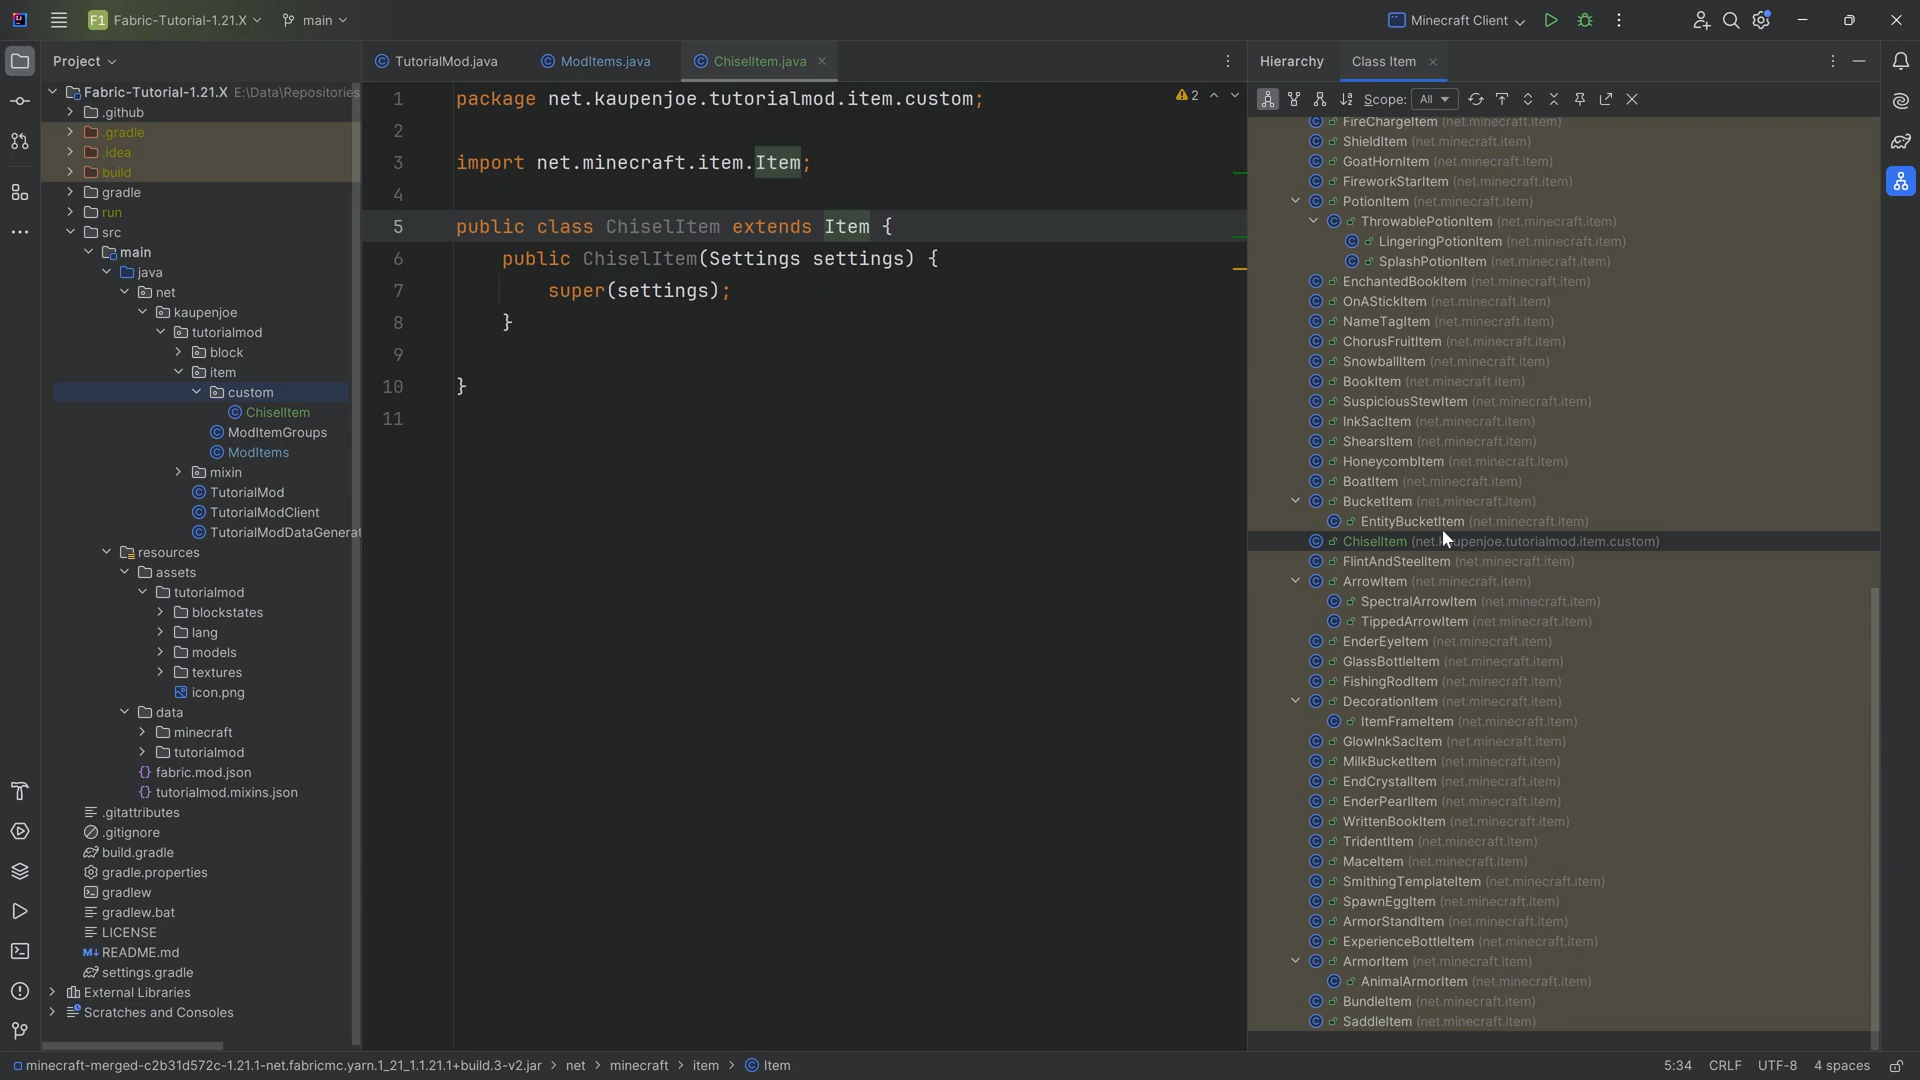 F1 Fabric-Tutorial-1.21.X main
Minecraft Client
Project
Fabric-Tutorial-1.21.X E:\Data\Repositories
.github
.gradle
.idea
build
gradle
run
src
main
java
net
kaupenjoe
tutorialmod
block
item
custom
ChiselItem
ModItemGroups
ModItems
mixin
TutorialMod
TutorialModClient
TutorialModDataGenerat
resources
assets
tutorialmod
blockstates
lang
models
textures
icon.png
data
minecraft
tutorialmod
fabric.mod.json
tutorialmod.mixins.json
.gitattributes
.gitignore
build.gradle
gradle.properties
gradlew
gradlew.bat
LICENSE
README.md
settings.gradle
External Libraries
Scratches and Consoles
TutorialMod.java ModItems.java ChiselItem.java
2
1 package net.kaupenjoe.tutorialmod.item.custom;
2
3 import net.minecraft.item.Item;
4
5 public class ChiselItem extends Item {
6 public ChiselItem(Settings settings) {
7 super(settings);
8 }
9
10 }
11
Hierarchy Class Item
Scope: All
FireChargeItem (net.minecraft.item)
ShieldItem (net.minecraft.item)
GoatHornItem (net.minecraft.item)
FireworkStarItem (net.minecraft.item)
PotionItem (net.minecraft.item)
ThrowablePotionItem (net.minecraft.item)
LingeringPotionItem (net.minecraft.item)
SplashPotionItem (net.minecraft.item)
EnchantedBookItem (net.minecraft.item)
OnAStickItem (net.minecraft.item)
NameTagItem (net.minecraft.item)
ChorusFruitItem (net.minecraft.item)
SnowballItem (net.minecraft.item)
BookItem (net.minecraft.item)
SuspiciousStewItem (net.minecraft.item)
InkSacItem (net.minecraft.item)
ShearsItem (net.minecraft.item)
HoneycombItem (net.minecraft.item)
BoatItem (net.minecraft.item)
BucketItem (net.minecraft.item)
EntityBucketItem (net.minecraft.item)
ChiselItem (net.kaupenjoe.tutorialmod.item.custom)
FlintAndSteelItem (net.minecraft.item)
ArrowItem (net.minecraft.item)
SpectralArrowItem (net.minecraft.item)
TippedArrowItem (net.minecraft.item)
EnderEyeItem (net.minecraft.item)
GlassBottleItem (net.minecraft.item)
FishingRodItem (net.minecraft.item)
DecorationItem (net.minecraft.item)
ItemFrameItem (net.minecraft.item)
GlowInkSacItem (net.minecraft.item)
MilkBucketItem (net.minecraft.item)
EndCrystalItem (net.minecraft.item)
EnderPearlItem (net.minecraft.item)
WrittenBookItem (net.minecraft.item)
TridentItem (net.minecraft.item)
MaceItem (net.minecraft.item)
SmithingTemplateItem (net.minecraft.item)
SpawnEggItem (net.minecraft.item)
ArmorStandItem (net.minecraft.item)
ExperienceBottleItem (net.minecraft.item)
ArmorItem (net.minecraft.item)
AnimalArmorItem (net.minecraft.item)
BundleItem (net.minecraft.item)
SaddleItem (net.minecraft.item)
minecraft-merged-c2b31d572c-1.21.1-net.fabricmc.yarn.1_21_1.1.21.1+build.3-v2.jar > net > minecraft > item > Item
5:34 CRLF UTF-8 4 spaces